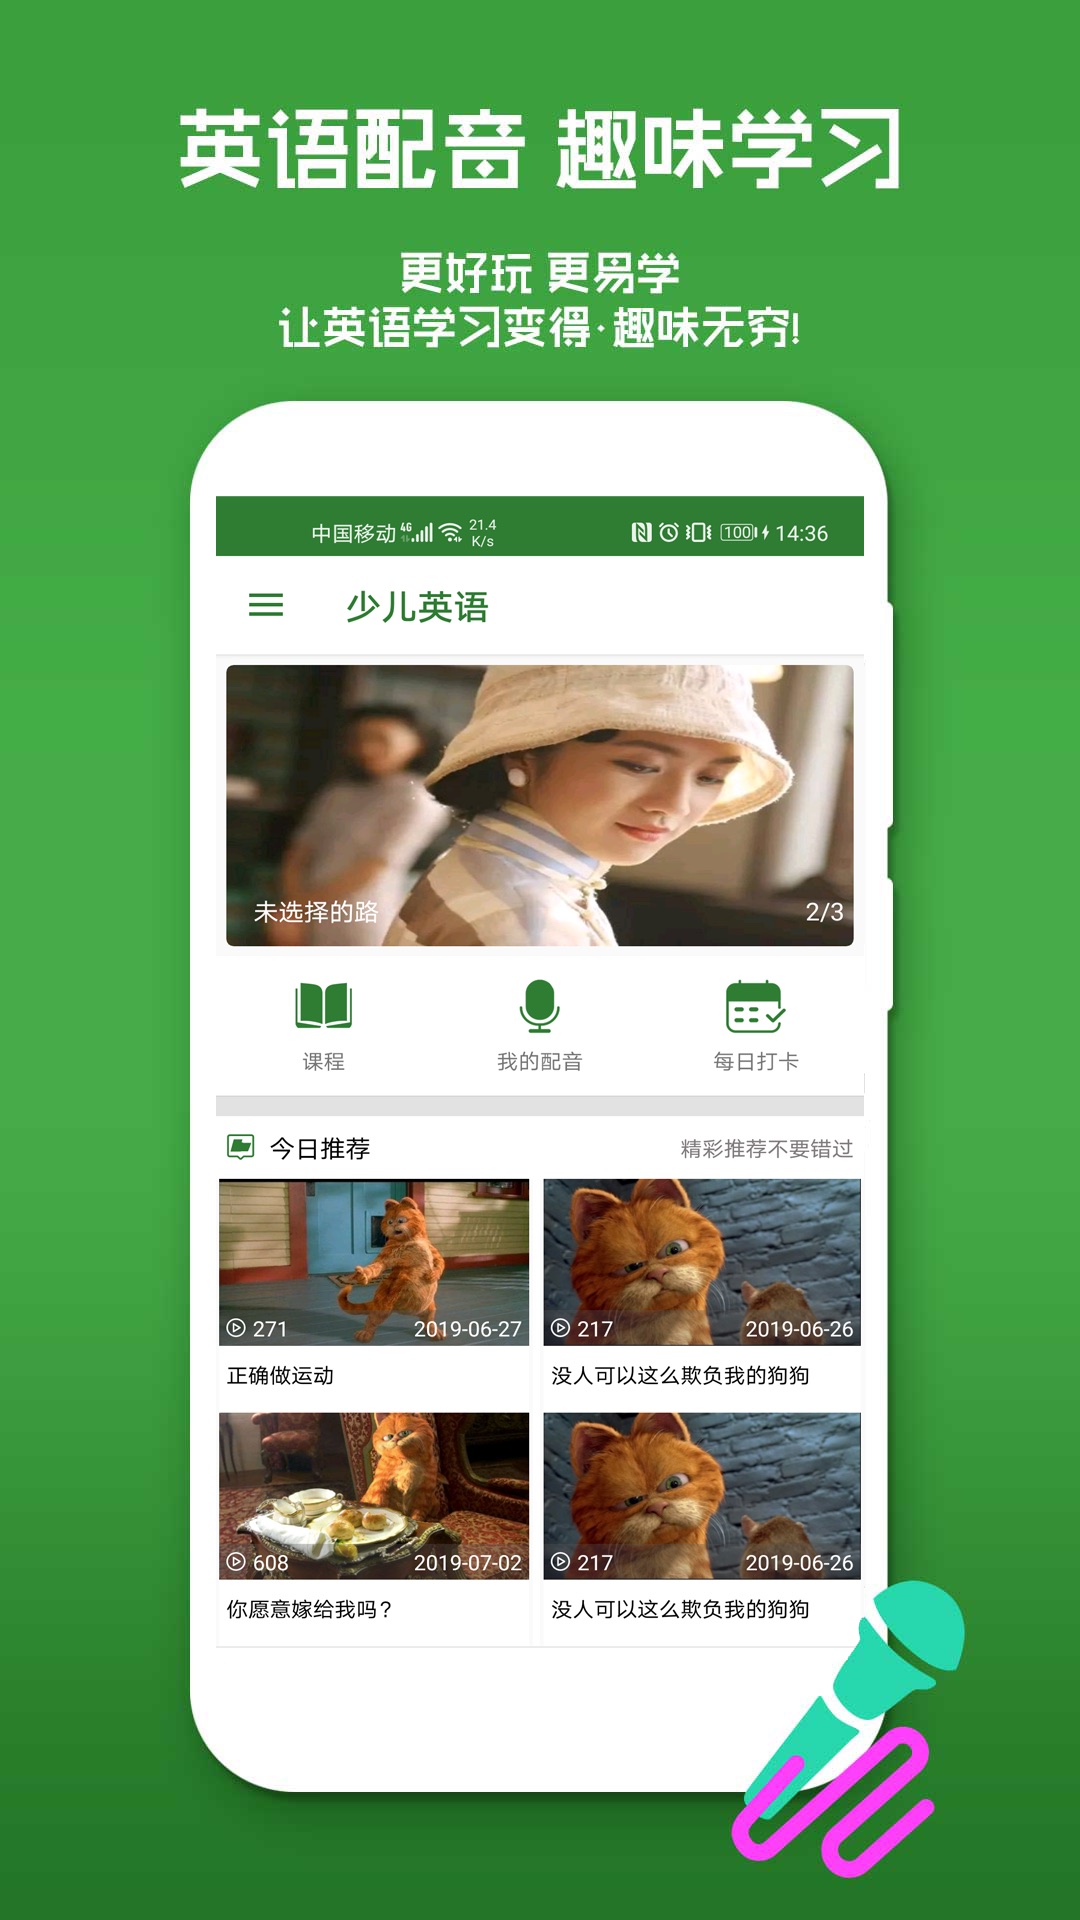 英语配音 趣味学习
更好玩 更易学
让英语学习变得·趣味无穷!
中国移动 4G 21.4 K/s 100 14:36
少儿英语
未选择的路 2/3
课程 我的配音 每日打卡
今日推荐 精彩推荐不要错过
271 2019-06-27 217 2019-06-26
正确做运动 没人可以这么欺负我的狗狗
608 2019-07-02 217 2019-06-26
你愿意嫁给我吗? 没人可以这么欺负我的狗狗